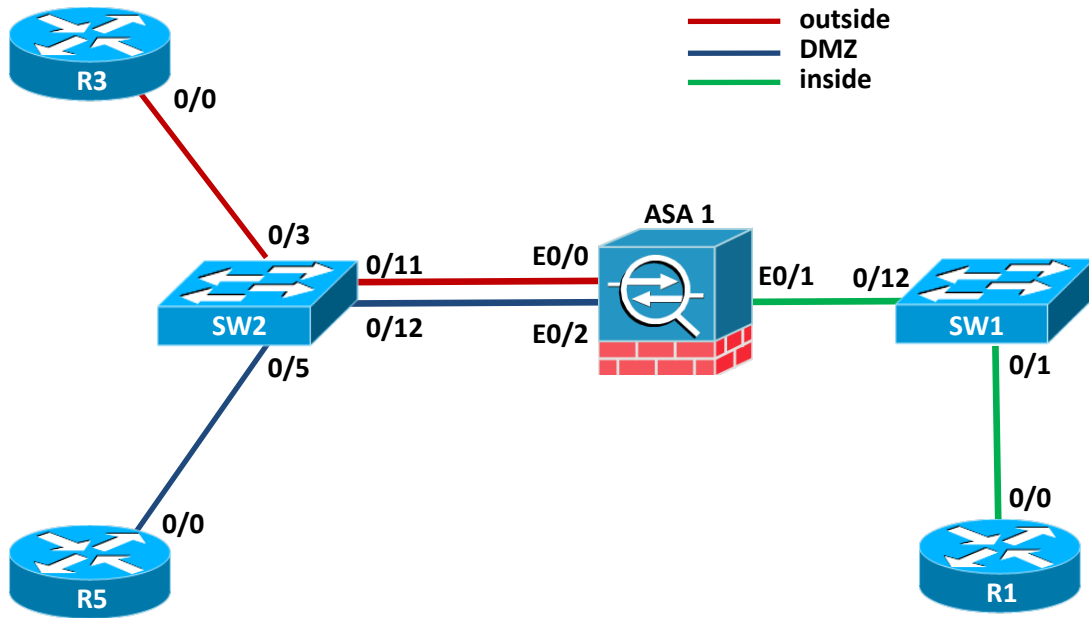 outside
DMZ
inside
R3
0/0
0/3
ASA 1
0/11
E0/0
E0/1
0/12
SW2
0/12
E0/2
SW1
0/5
0/1
0/0
0/0
R5
R1